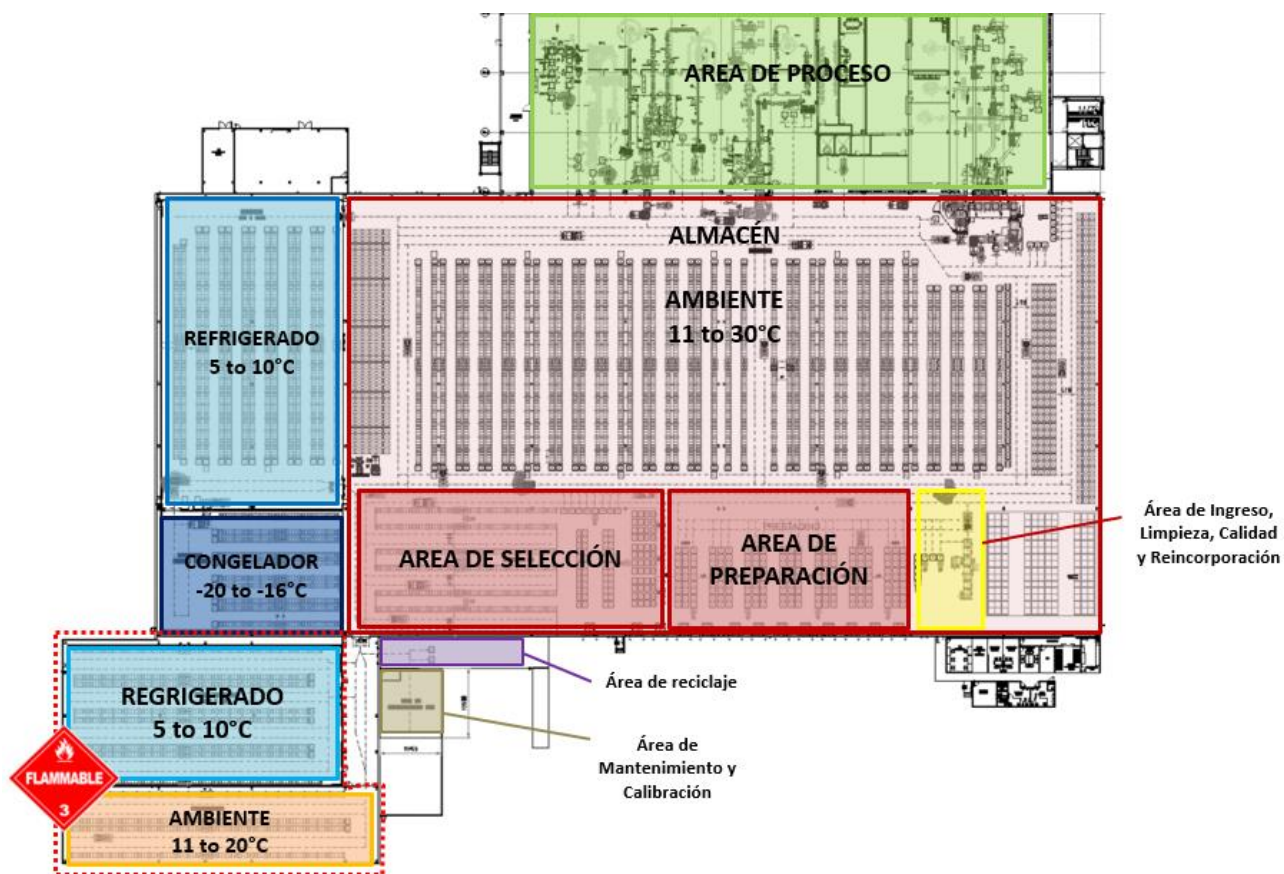 AREA DE PROCESO
ALMACÉN
AMBIENTE
11 to 30°C
REFRIGERADO
5 to 10°C
CONGELADOR
-20 to -16°C
AREA DE SELECCIÓN
PRESTADING
AREA DE
PREPARACIÓN
Área de Ingreso,
Limpieza, Calidad
y Reincorporación
REGRIGERADO
5 to 10°C
Área de reciclaje
Área de
Mantenimiento y
Calibración
FLAMMABLE
3
AMBIENTE
11 to 20°C